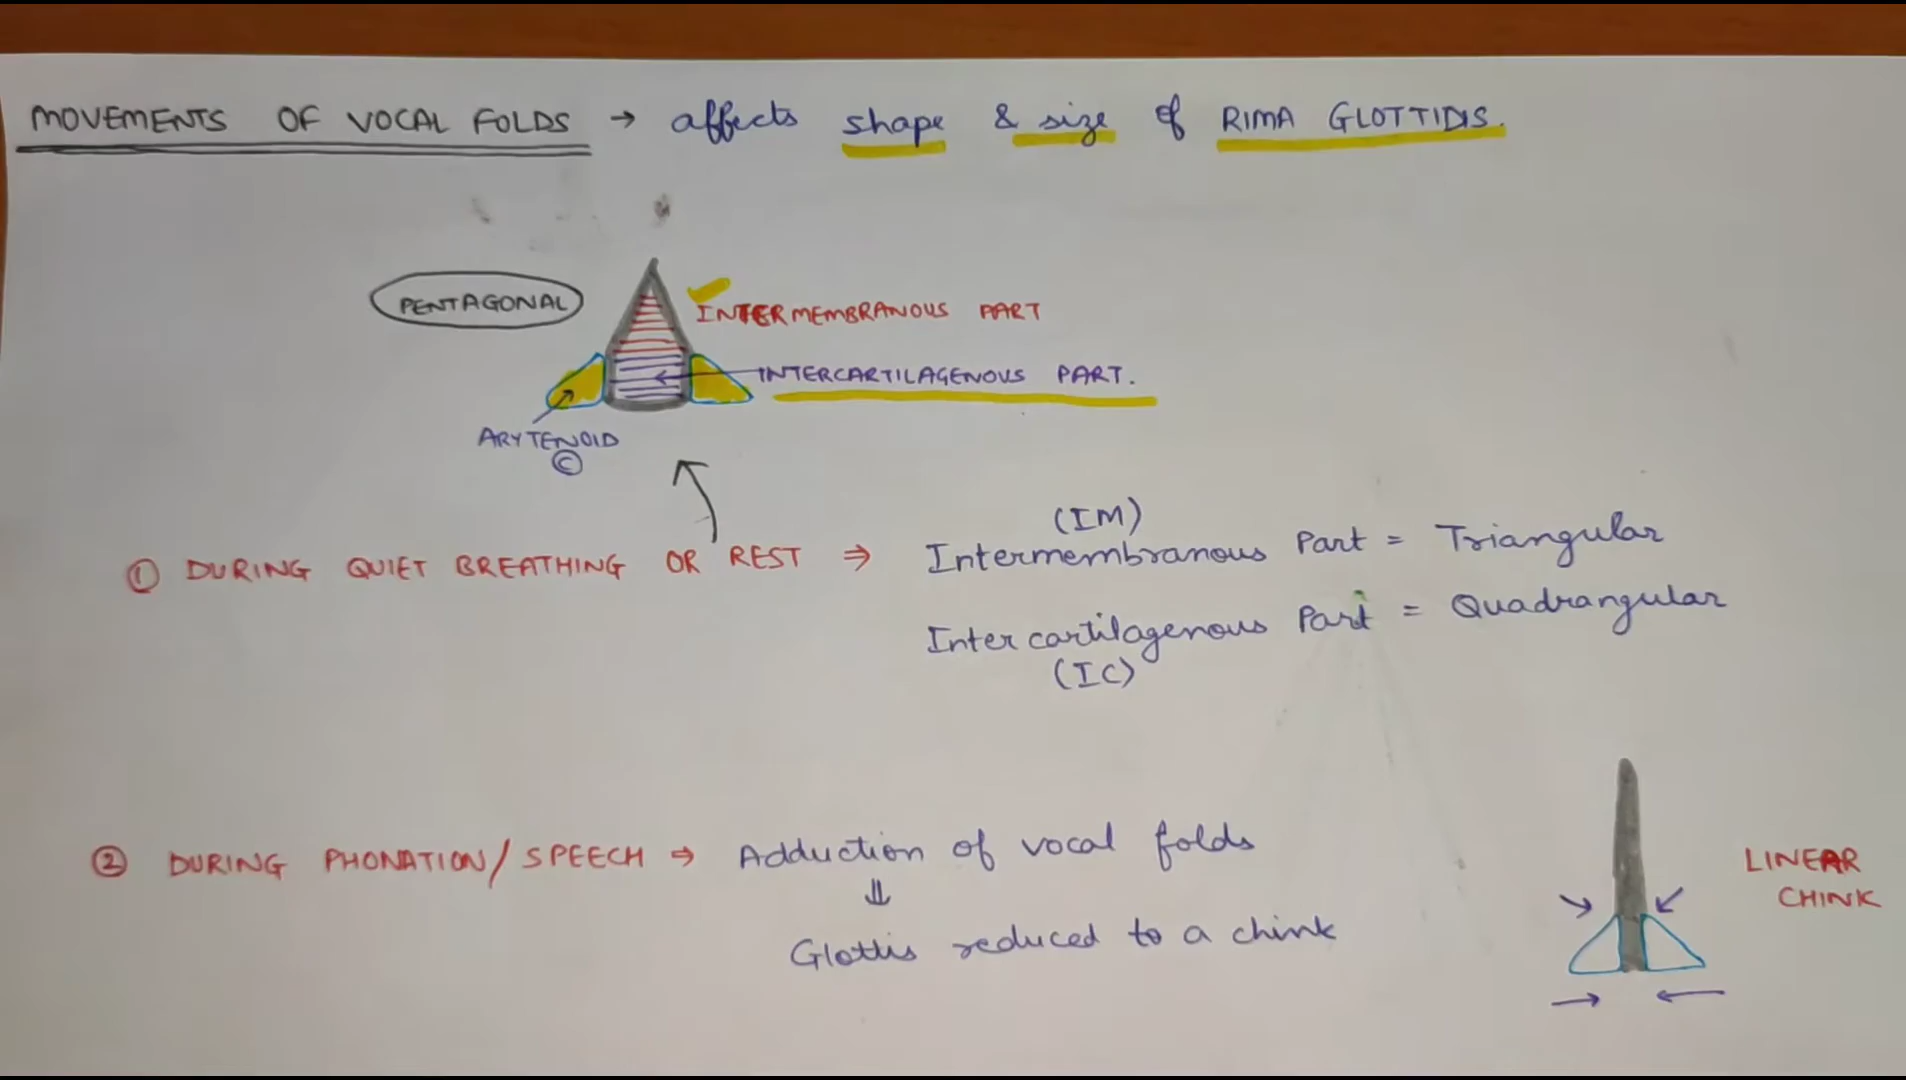 MOVEMENTS OF VOCAL FOLDS → affects shape & size of RIMA GLOTTIDIS.
PENTAGONAL
INTERMEMBRANOUS PART
INTERCARTILAGENOUS PART.
ARYTENOID
©
(IM)
① DURING QUIET BREATHING OR REST ⇒ Intermembranous Part = Triangular
Intercartilagenous Part = Quadrangular
(IC)
② DURING PHONATION/SPEECH ⇒ Adduction of vocal folds
⇓
Glottis reduced to a chink
LINEAR
CHINK